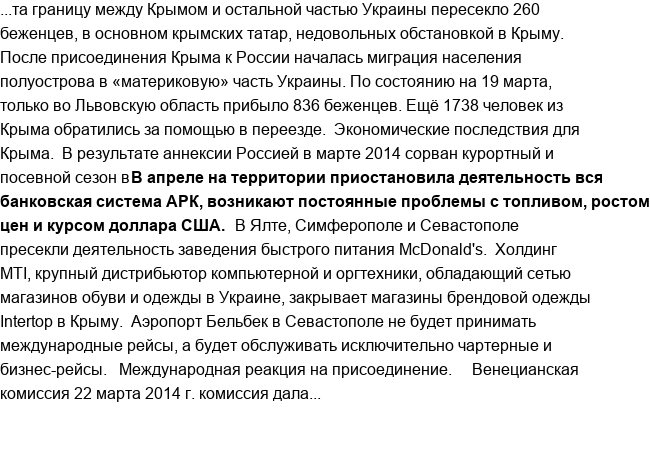 ...та границу между Крымом и остальной частью Украины пересекло 260
беженцев, в основном крымских татар, недовольных обстановкой в Крыму.
После присоединения Крыма к России началась миграция населения
полуострова в «материковую» часть Украины. По состоянию на 19 марта,
только во Львовскую область прибыло 836 беженцев. Ещё 1738 человек из
Крыма обратились за помощью в переезде.  Экономические последствия для
Крыма.  В результате аннексии Россией в марте 2014 сорван курортный и
посевной сезон вВ апреле на территории приостановила деятельность вся
банковская система АРК, возникают постоянные проблемы с топливом, ростом
цен и курсом доллара США.  В Ялте, Симферополе и Севастополе
пресекли деятельность заведения быстрого питания McDonald's.  Холдинг
MTI, крупный дистрибьютор компьютерной и оргтехники, обладающий сетью
магазинов обуви и одежды в Украине, закрывает магазины брендовой одежды
Intertop в Крыму.  Аэропорт Бельбек в Севастополе не будет принимать
международные рейсы, а будет обслуживать исключительно чартерные и
бизнес-рейсы.   Международная реакция на присоединение.     Венецианская
комиссия 22 марта 2014 г. комиссия дала...